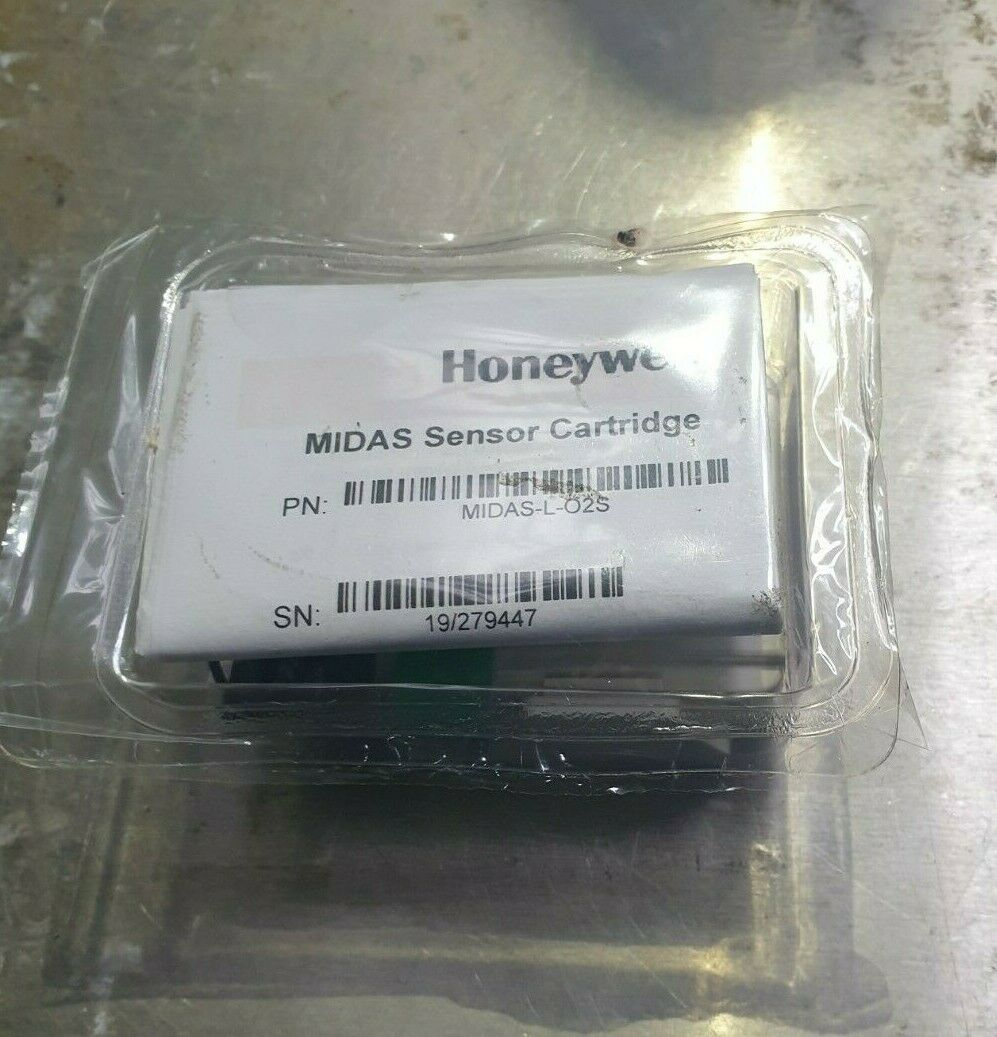 Honeywe
MIDAS Sensor Cartridge
PN:
MIDAS-L-O2S
SN:
19/279447